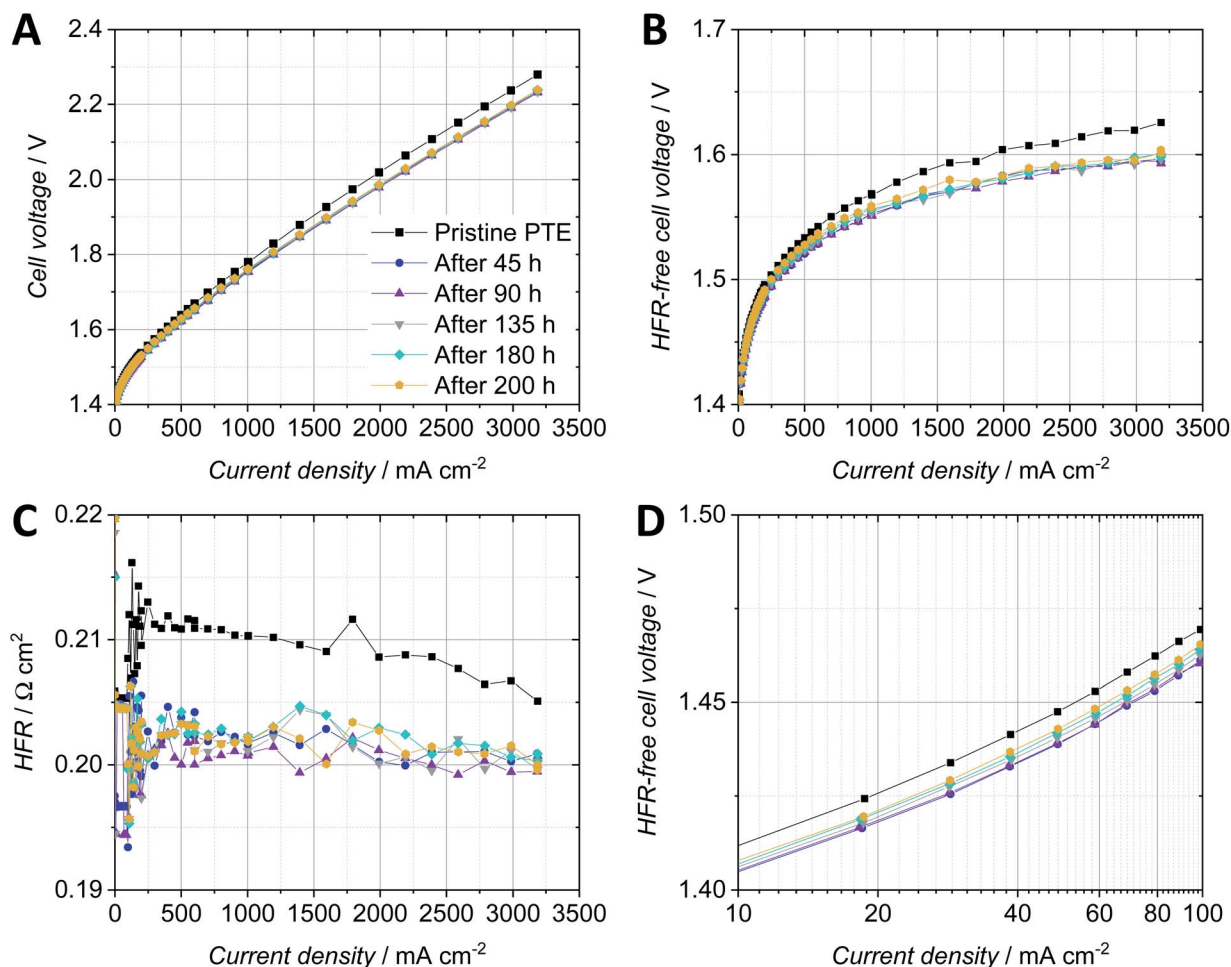 A
Cell voltage / V
2.4
2.2
2.0
1.8
1.6
1.4
0 500 1000 1500 2000 2500 3000 3500
Current density / mA cm⁻²
Pristine PTE
After 45 h
After 90 h
After 135 h
After 180 h
After 200 h
B
HFR-free cell voltage / V
1.7
1.6
1.5
1.4
0 500 1000 1500 2000 2500 3000 3500
Current density / mA cm⁻²
C
HFR / Ω cm²
0.22
0.21
0.20
0.19
0 500 1000 1500 2000 2500 3000 3500
Current density / mA cm⁻²
D
HFR-free cell voltage / V
1.50
1.45
1.40
10 20 40 60 80 100
Current density / mA cm⁻²